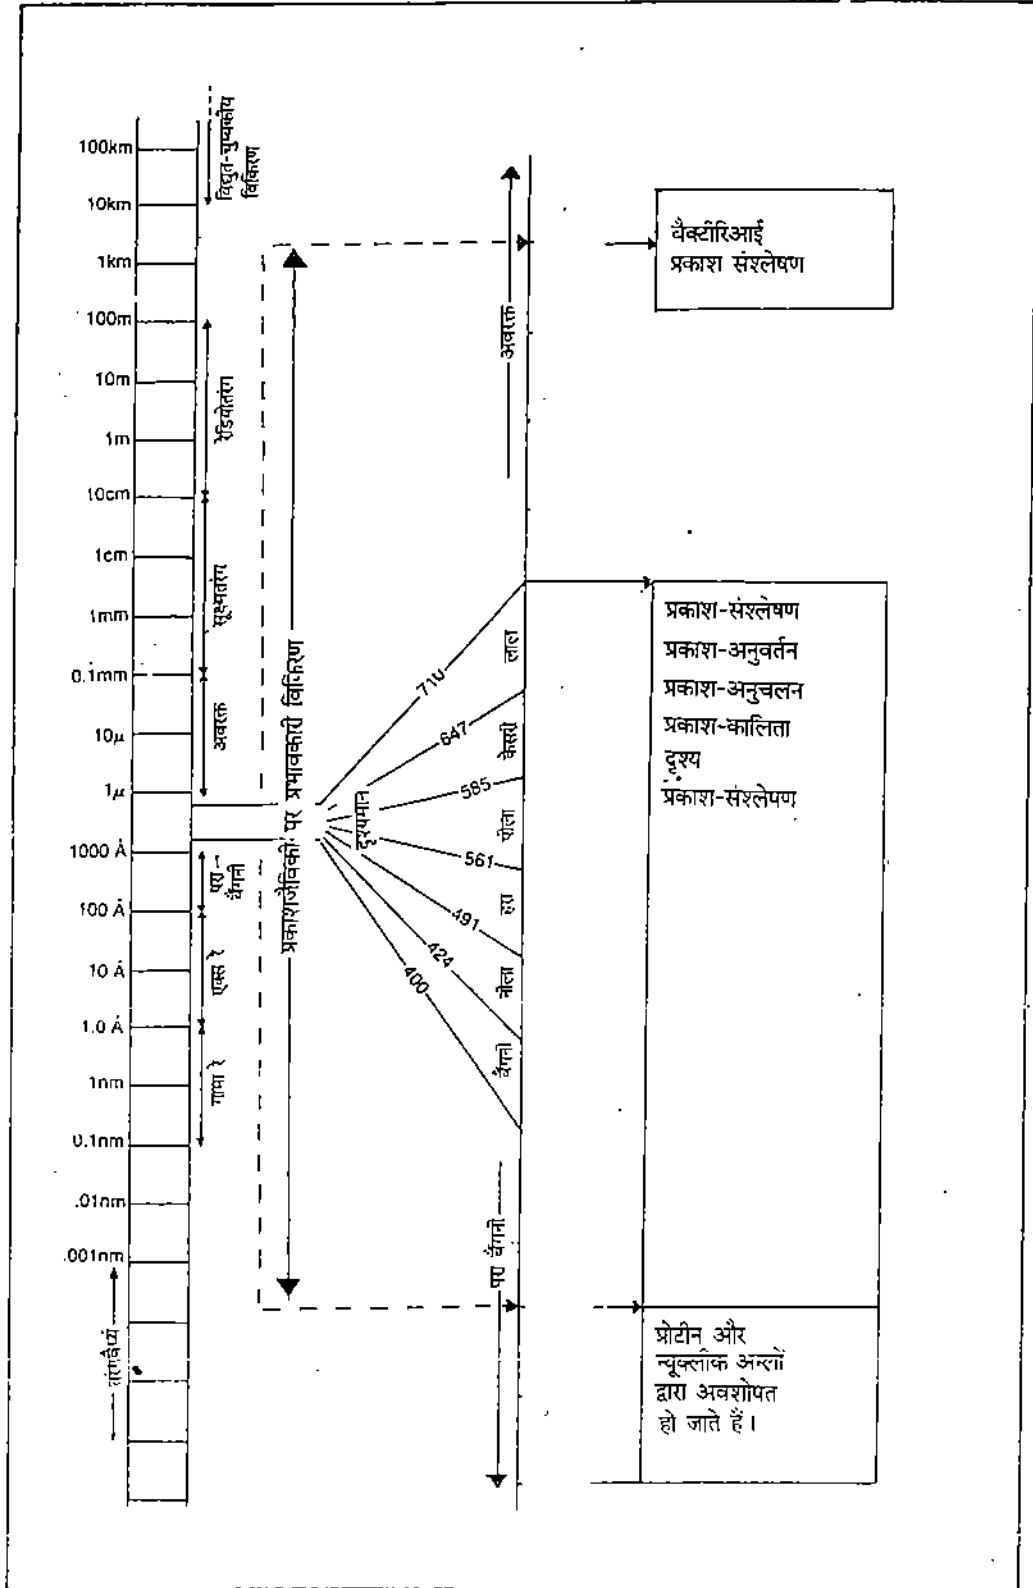 100km
10km
1km
100m
10m
1m
10cm
1cm
1mm
0.1mm
10μ
1μ
1000 Å
100 Å
10 Å
1.0 Å
1nm
0.1nm
.01nm
.001nm
तरंगदैर्ध्य
विद्युत-चुम्बकीय
विकिरण
रेडियोतरंग
सूक्ष्मतरंग
अवरक्त
परा-
बैंगनी
एक्स रे
गामा रे
प्रकाशजैविकी पर प्रभावकारी विकिरण
दृश्यमान
710
647
585
561
491
424
400
अवरक्त
लाल
केसरी
पीला
हरा
नीला
बैंगनी
परा बैंगनी
बैक्टीरिआई
प्रकाश संश्लेषण
प्रकाश-संश्लेषण
प्रकाश-अनुवर्तन
प्रकाश-अनुचलन
प्रकाश-कालिता
दृश्य
प्रकाश-संश्लेषण
प्रोटीन और
न्यूक्लीक अम्लों
द्वारा अवशोषत
हो जाते हैं।